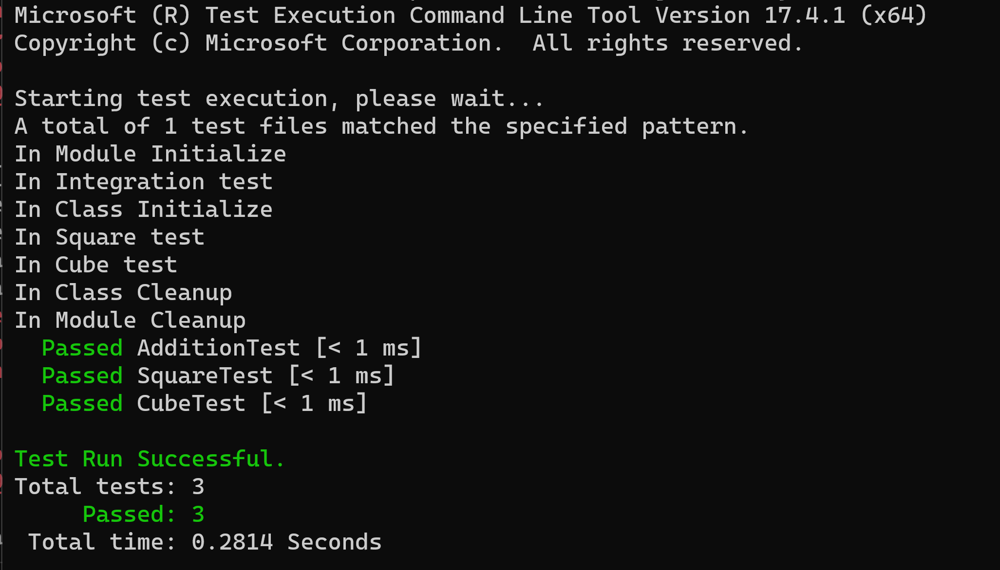 Microsoft (R) Test Execution Command Line Tool Version 17.4.1 (x64)
Copyright (c) Microsoft Corporation.  All rights reserved.

Starting test execution, please wait...
A total of 1 test files matched the specified pattern.
In Module Initialize
In Integration test
In Class Initialize
In Square test
In Cube test
In Class Cleanup
In Module Cleanup
  Passed AdditionTest [< 1 ms]
  Passed SquareTest [< 1 ms]
  Passed CubeTest [< 1 ms]

Test Run Successful.
Total tests: 3
     Passed: 3
 Total time: 0.2814 Seconds